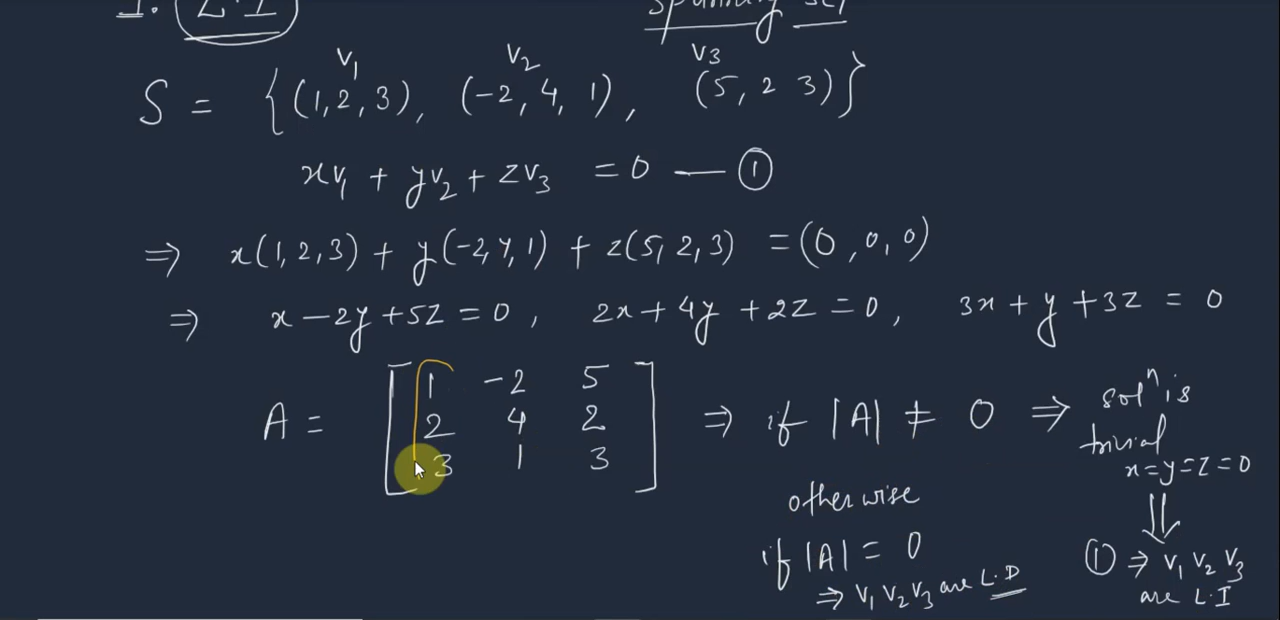 1. L.I
Spanning set
v₁ v₂ v₃
S = {(1,2,3), (-2,4,1), (5,2 3)}
xv₁ + yv₂ + zv₃ = 0 — ①
⇒ x(1,2,3) + y(-2,4,1) + z(5,2,3) = (0,0,0)
⇒ x-2y+5z=0, 2x+4y+2z=0, 3x+y+3z = 0
A = [1 -2 5
2 4 2
3 1 3] ⇒ if |A| ≠ 0 ⇒ solⁿ is
trivial
x=y=z=0
otherwise
⇓
if |A| = 0
⇒ v₁ v₂ v₃ are L.D
① ⇒ v₁ v₂ v₃
are L.I